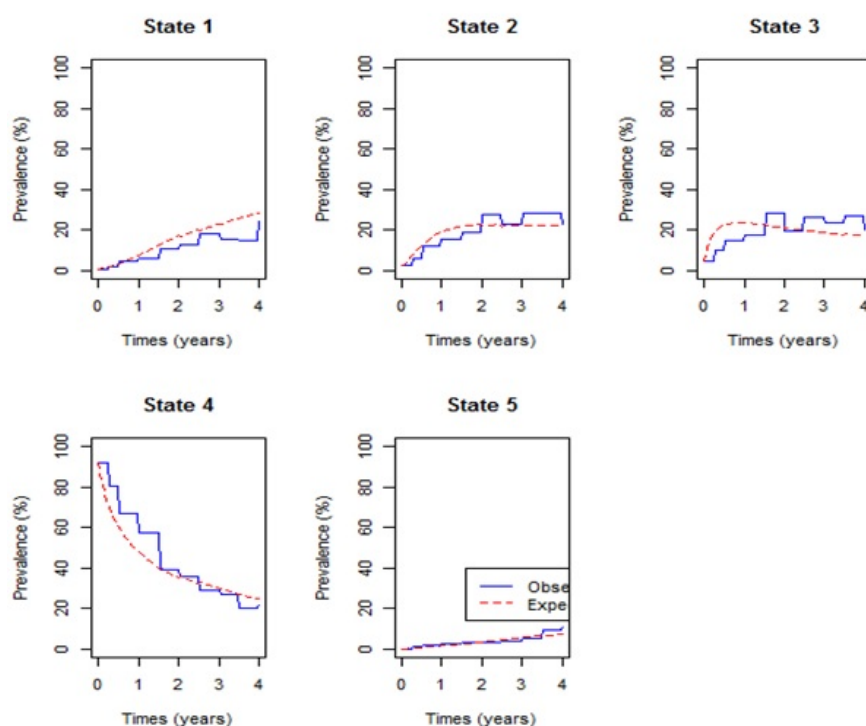 State 1
State 2
State 3
Prevalence (%)
0 20 40 60 80 100
0 1 2 3 4
Times (years)
Prevalence (%)
0 20 40 60 80 100
0 1 2 3 4
Times (years)
Prevalence (%)
0 20 40 60 80 100
0 1 2 3 4
Times (years)
State 4
State 5
Prevalence (%)
0 20 40 60 80 100
0 1 2 3 4
Times (years)
Prevalence (%)
0 20 40 60 80 100
Obse
Expe
0 1 2 3 4
Times (years)